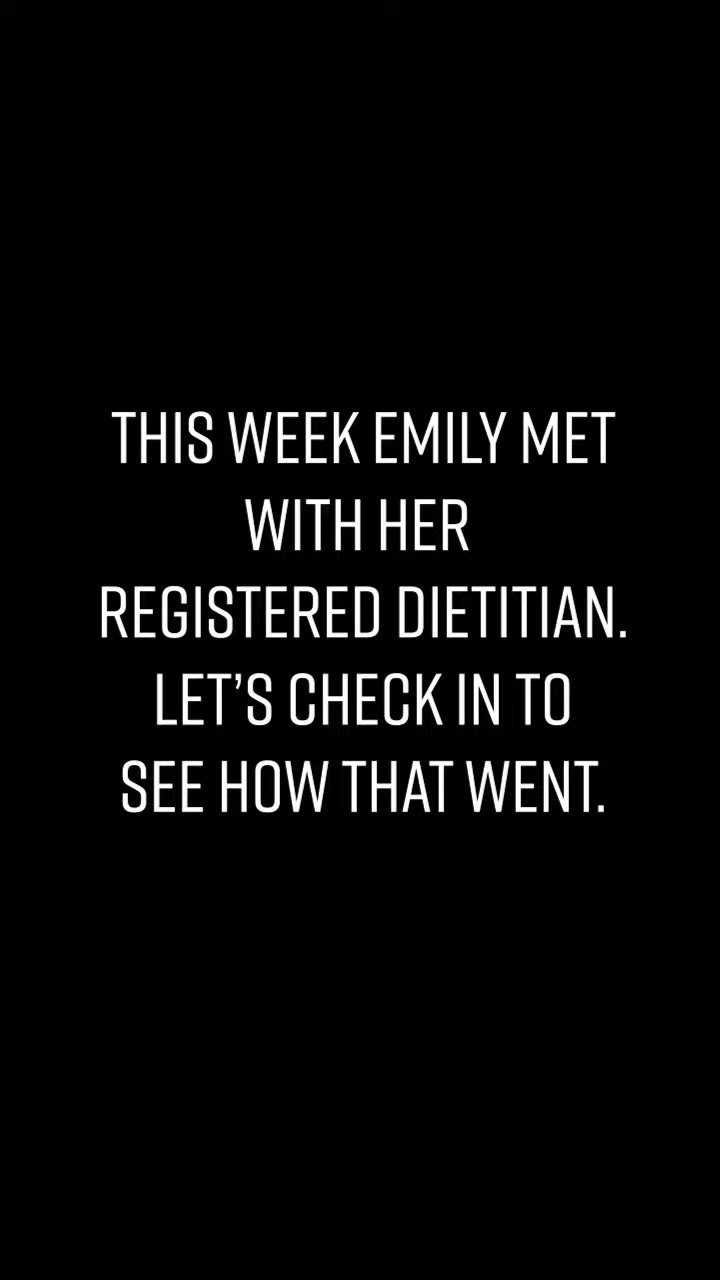 THIS WEEK EMILY MET
WITH HER
REGISTERED DIETITIAN.
LET’S CHECK IN TO
SEE HOW THAT WENT.